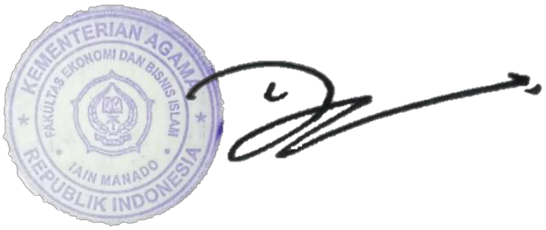 KEMENTERIAN AGAMA
FAKULTAS EKONOMI DAN BISNIS ISLAM
IAIN MANADO
REPUBLIK INDONESIA